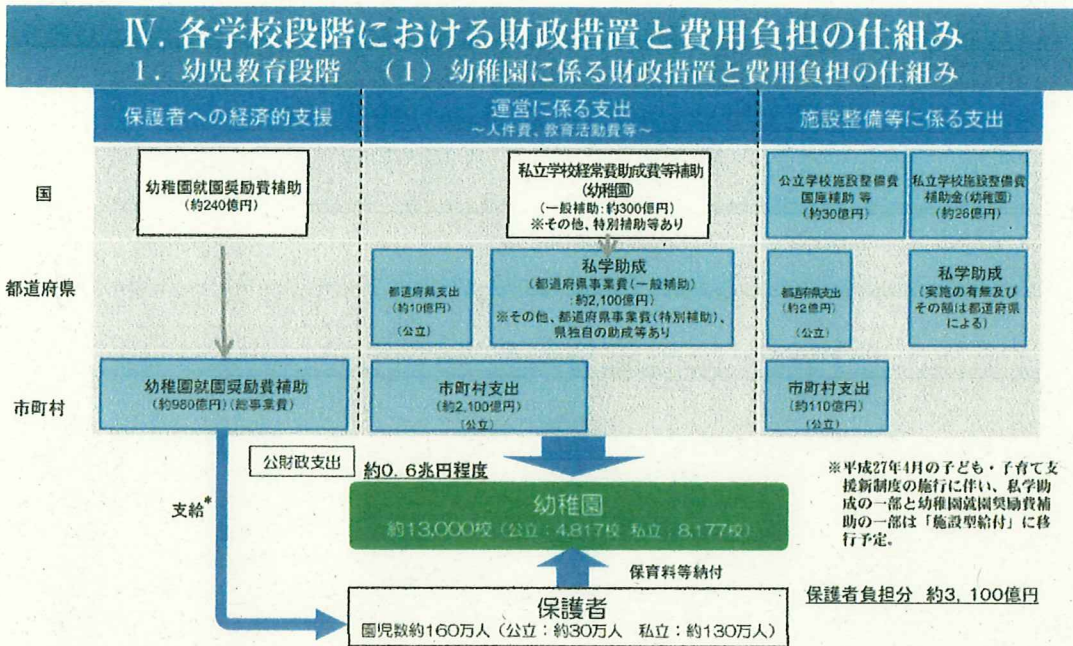 Ⅳ. 各学校段階における財政措置と費用負担の仕組み
1. 幼児教育段階 (1) 幼稚園に係る財政措置と費用負担の仕組み
保護者への経済的支援
運営に係る支出
~人件費、教育活動費等~
施設整備等に係る支出
国
幼稚園就園奨励費補助
(約240億円)
私立学校経常費助成費等補助
(幼稚園)
(一般補助:約300億円)
※その他、特別補助等あり
公立学校施設整備費
国庫補助 等
(約30億円)
私立学校施設整備費
補助金(幼稚園)
(約26億円)
都道府県
都道府県支出
(約10億円)
(公立)
私学助成
(都道府県事業費(一般補助)
:約2,100億円)
※その他、都道府県事業費(特別補助)、
県独自の助成等あり
都道府県支出
(約2億円)
(公立)
私学助成
(実施の有無及び
その額は都道府県
による)
市町村
幼稚園就園奨励費補助
(約980億円)(総事業費)
市町村支出
(約2,100億円)
(公立)
市町村支出
(約110億円)
(公立)
公財政支出
約0.6兆円程度
支給*
幼稚園
約13,000校 (公立:4,817校 私立:8,177校)
※平成27年4月の子ども・子育て支
援新制度の施行に伴い、私学助
成の一部と幼稚園就園奨励費補
助の一部は「施設型給付」に移
行予定。
保育料等納付
保護者
園児数約160万人 (公立:約30万人 私立:約130万人)
保護者負担分 約3,100億円